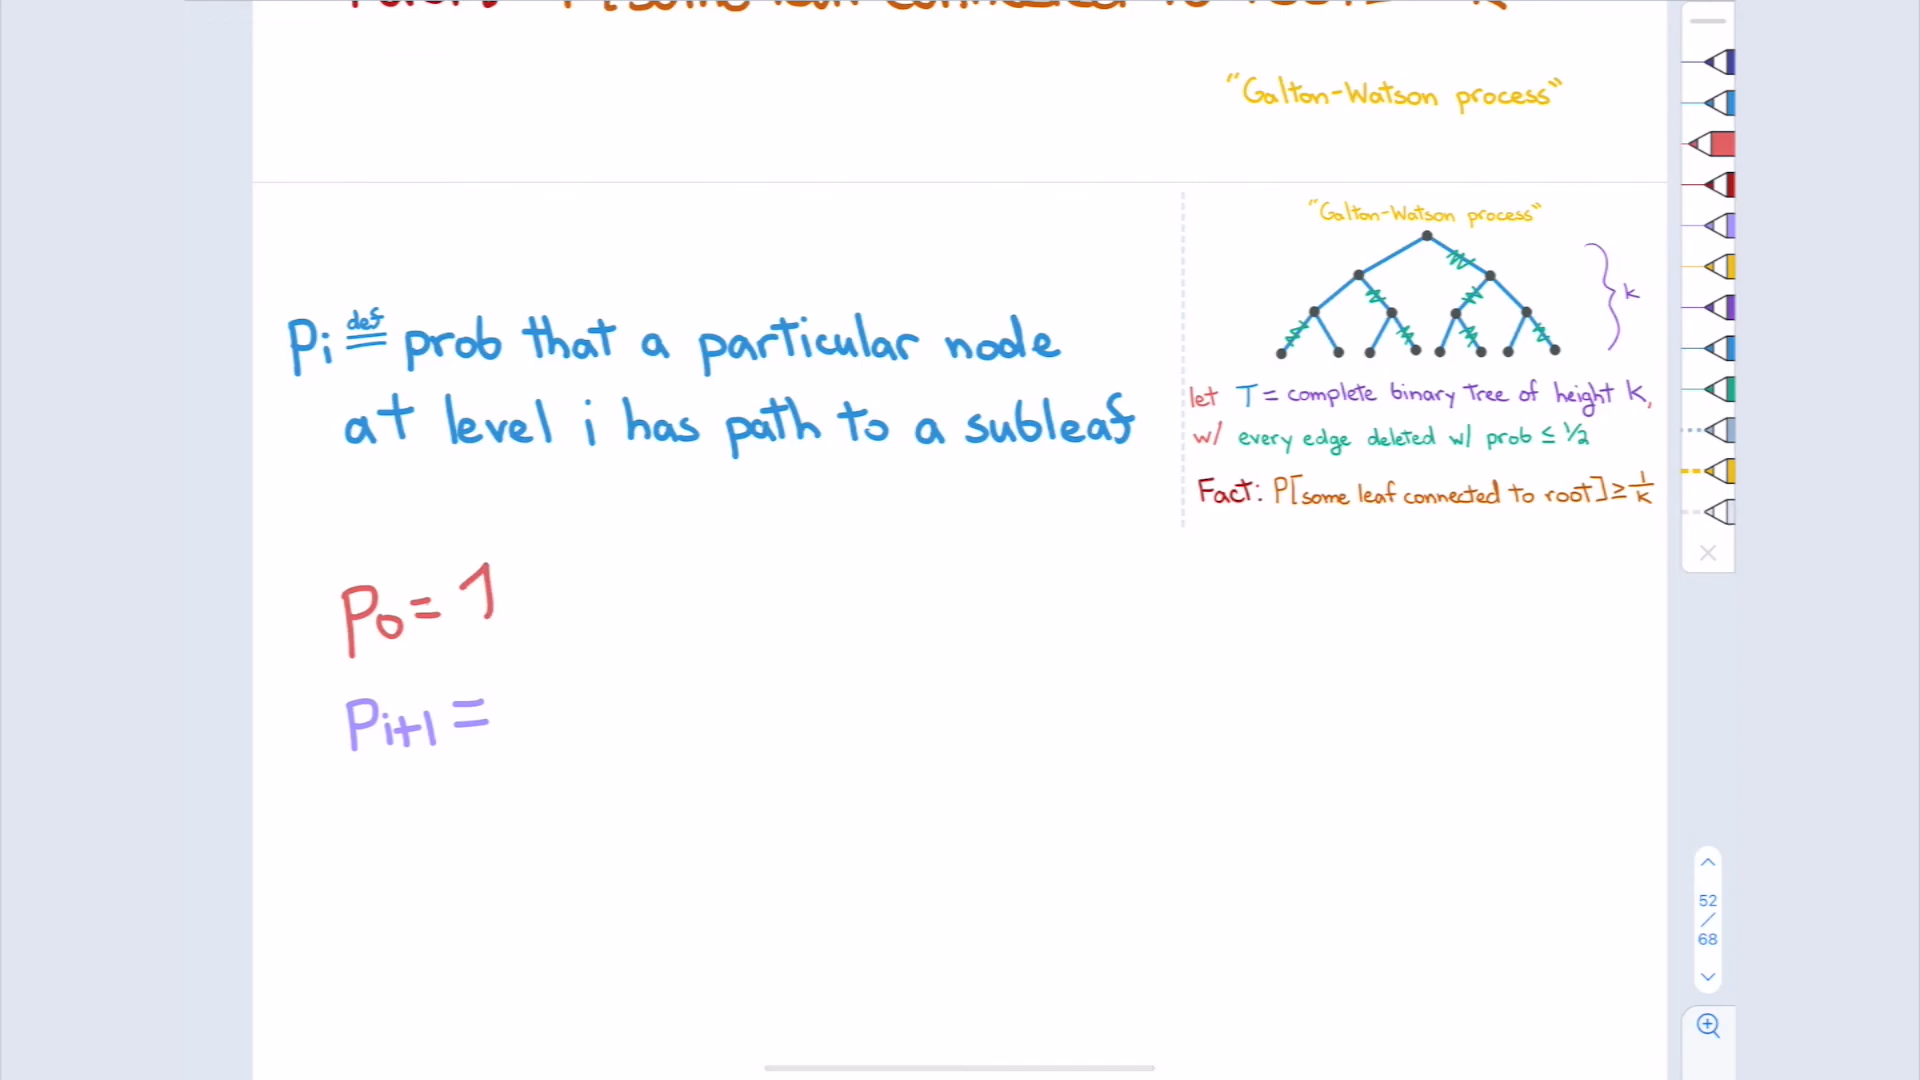 "Galton-Watson process"
"Galton-Watson process"
k
let T = complete binary tree of height k,
w/ every edge deleted w/ prob ≤ 1/2
Fact: P[some leaf connected to root] ≥ 1/k
Pi def= prob that a particular node
at level i has path to a subleaf
P0 = 1
Pi+1 =
52
/
68